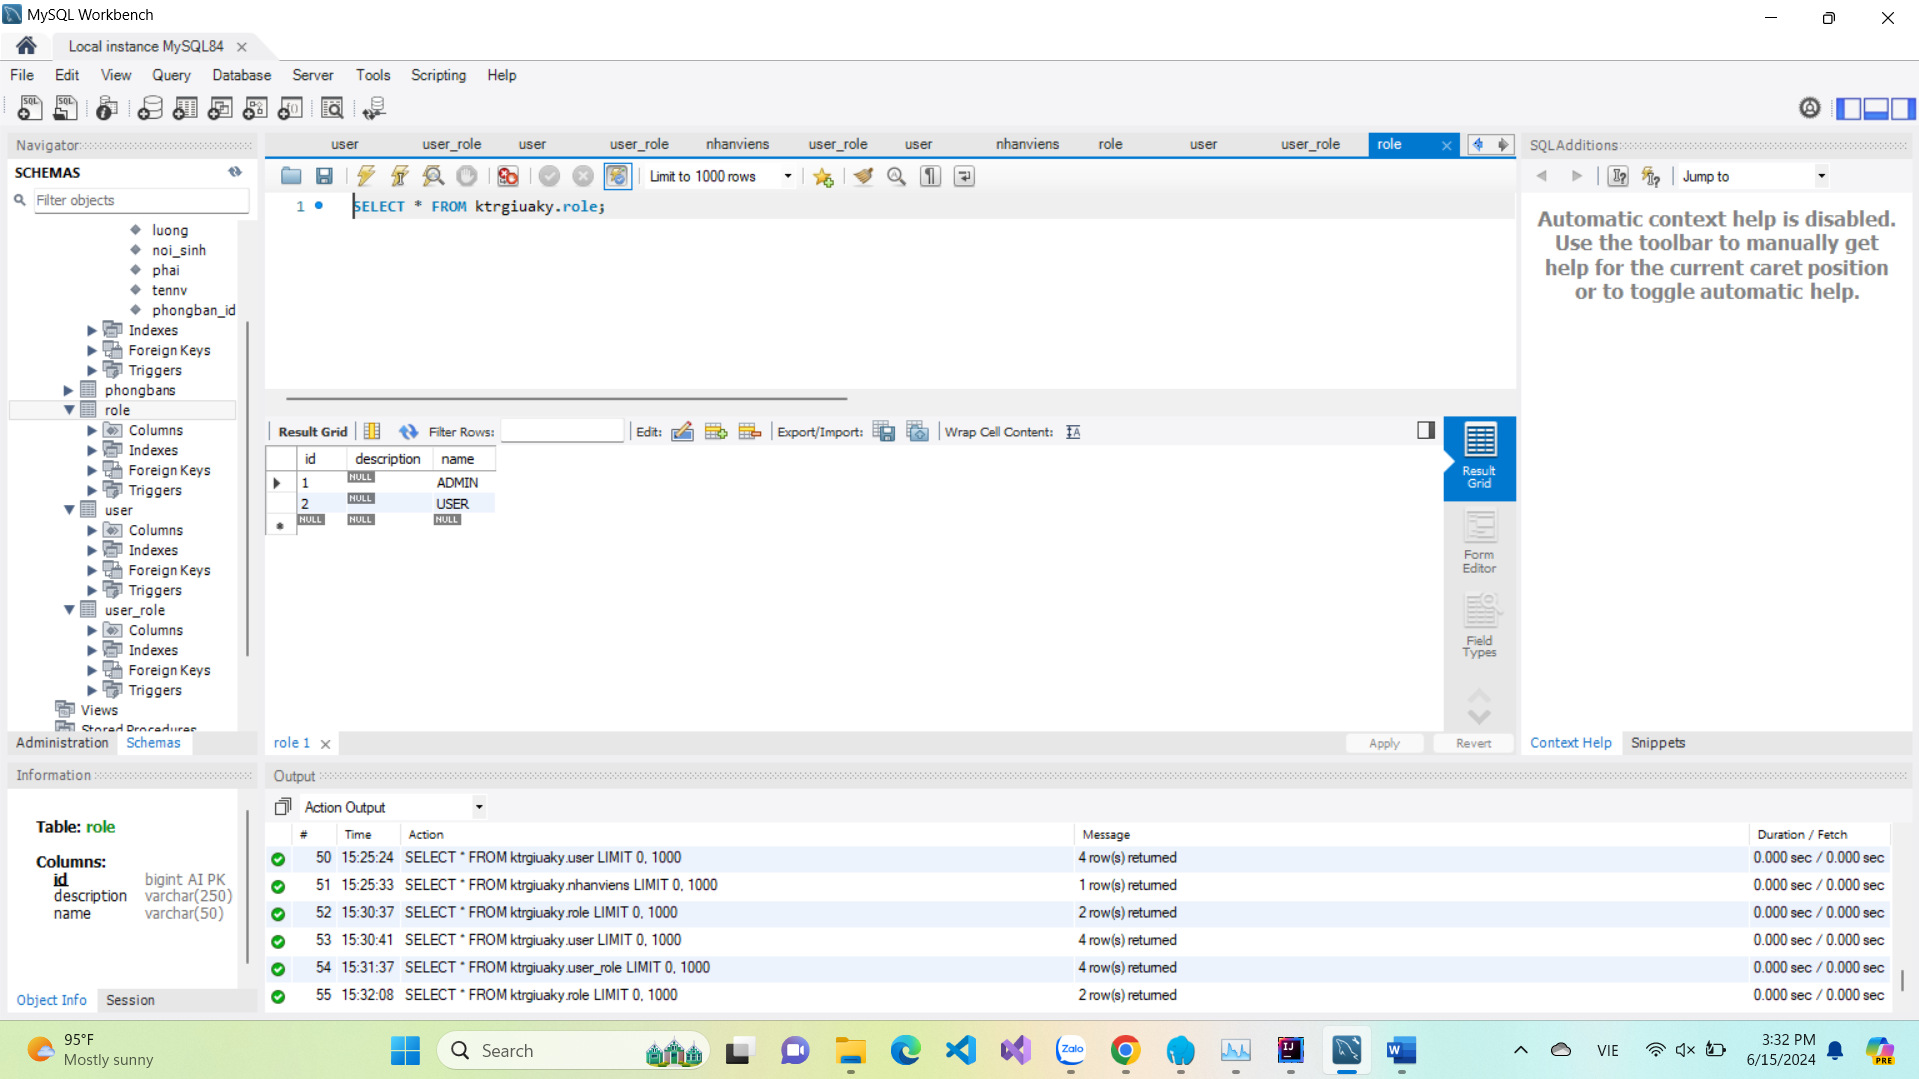 MySQL Workbench
Local instance MySQL84
File Edit View Query Database Server Tools Scripting Help
Navigator
SCHEMAS
Filter objects
luong
noi_sinh
phai
tennv
phongban_id
Indexes
Foreign Keys
Triggers
phongbans
role
Columns
Indexes
Foreign Keys
Triggers
user
Columns
Indexes
Foreign Keys
Triggers
user_role
Columns
Indexes
Foreign Keys
Triggers
Views
Stored Procedures
Administration Schemas
Information
Table: role
Columns:
id bigint AI PK
description varchar(250)
name varchar(50)
Object Info Session
user user_role user user_role nhanviens user_role user nhanviens role user user_role role
Limit to 1000 rows
1 SELECT * FROM ktrgiuaky.role;
Result Grid Filter Rows: Edit: Export/Import: Wrap Cell Content:
id description name
1 NULL ADMIN
2 NULL USER
NULL NULL NULL
Result Grid
Form Editor
Field Types
role 1 Apply Revert
SQLAdditions
Jump to
Automatic context help is disabled.
Use the toolbar to manually get
help for the current caret position
or to toggle automatic help.
Context Help Snippets
Output
Action Output
# Time Action Message Duration / Fetch
50 15:25:24 SELECT * FROM ktrgiuaky.user LIMIT 0, 1000 4 row(s) returned 0.000 sec / 0.000 sec
51 15:25:33 SELECT * FROM ktrgiuaky.nhanviens LIMIT 0, 1000 1 row(s) returned 0.000 sec / 0.000 sec
52 15:30:37 SELECT * FROM ktrgiuaky.role LIMIT 0, 1000 2 row(s) returned 0.000 sec / 0.000 sec
53 15:30:41 SELECT * FROM ktrgiuaky.user LIMIT 0, 1000 4 row(s) returned 0.000 sec / 0.000 sec
54 15:31:37 SELECT * FROM ktrgiuaky.user_role LIMIT 0, 1000 4 row(s) returned 0.000 sec / 0.000 sec
55 15:32:08 SELECT * FROM ktrgiuaky.role LIMIT 0, 1000 2 row(s) returned 0.000 sec / 0.000 sec
95°F
Mostly sunny
Search
Zalo
VIE
3:32 PM
6/15/2024
PRE